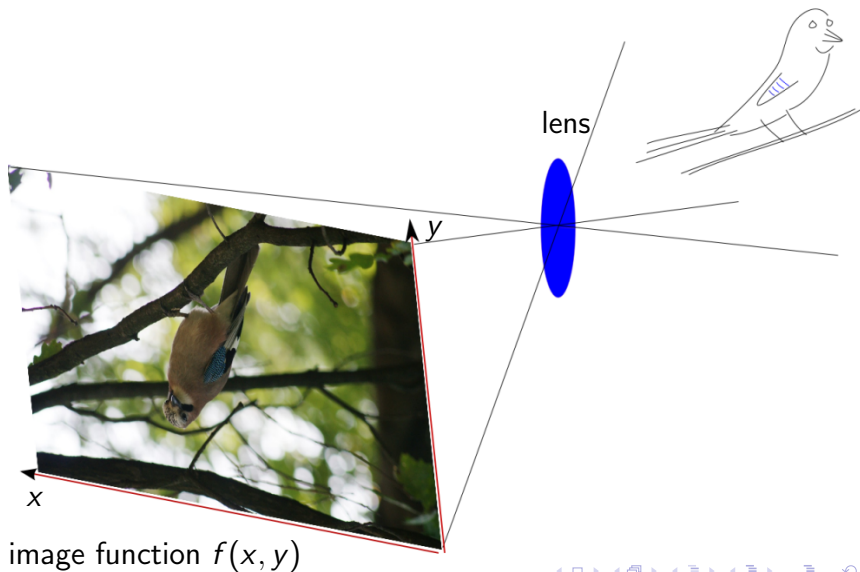 lens
y
x
image function f(x, y)